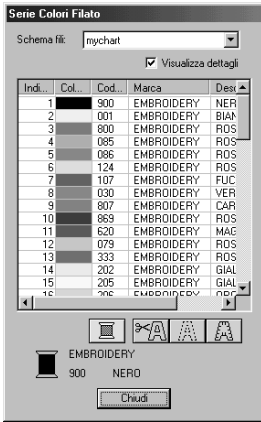 Serie Colori Filato
Schema fili: mychart
Visualizza dettagli
Indi... Col... Cod... Marca Desc
1 900 EMBROIDERY NER
2 001 EMBROIDERY BIAN
3 800 EMBROIDERY ROS
4 085 EMBROIDERY ROS
5 086 EMBROIDERY ROS
6 124 EMBROIDERY ROS
7 107 EMBROIDERY FUC
8 030 EMBROIDERY VER
9 807 EMBROIDERY CAR
10 869 EMBROIDERY ROS
11 620 EMBROIDERY MAG
12 079 EMBROIDERY ROS
13 333 EMBROIDERY ROS
14 202 EMBROIDERY GIAL
15 205 EMBROIDERY GIAL
16 206 EMBROIDERY ORO
A A A
EMBROIDERY
900 NERO
Chiudi